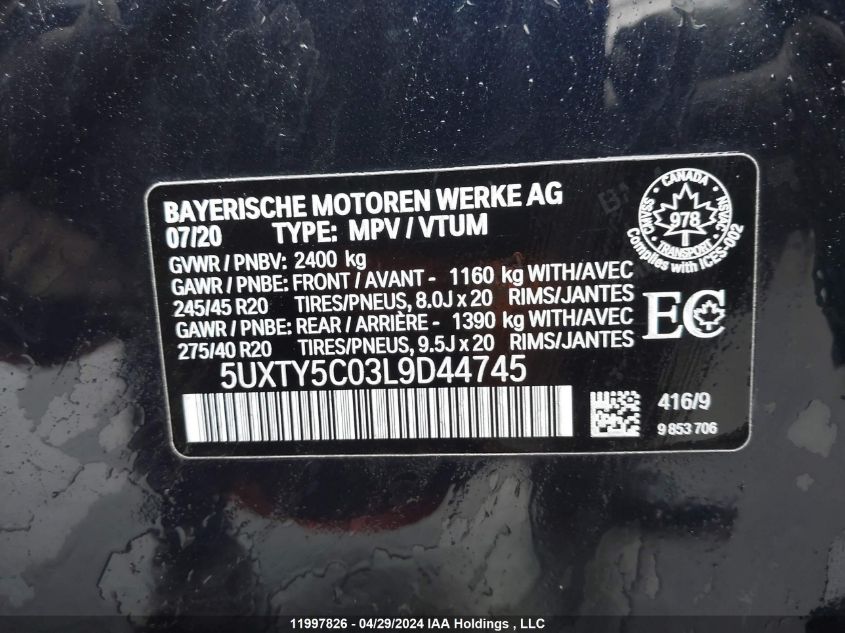 BAYERISCHE MOTOREN WERKE AG
07/20 TYPE: MPV / VTUM
GVWR / PNBV: 2400 kg
GAWR / PNBE: FRONT / AVANT - 1160 kg WITH/AVEC
245/45 R20 TIRES/PNEUS, 8.0J x 20 RIMS/JANTES
GAWR / PNBE: REAR / ARRIÈRE - 1390 kg WITH/AVEC
275/40 R20 TIRES/PNEUS, 9.5J x 20 RIMS/JANTES
5UXTY5C03L9D44745
CANADA
CMVSS NSVAC
978
TRANSPORT
Complies with ICES-002
EC
416/9
9 853 706
11997826 - 04/29/2024 IAA Holdings , LLC